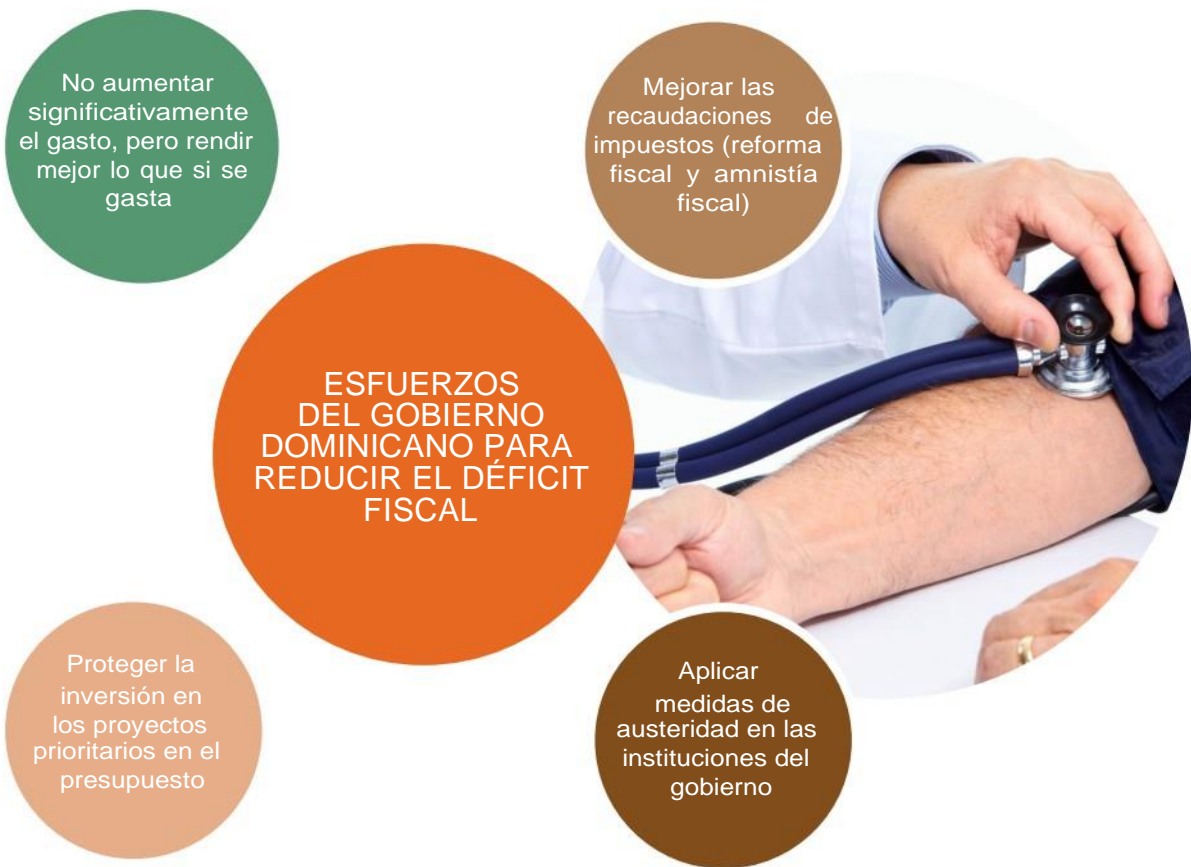 No aumentar
significativamente
el gasto, pero rendir
mejor lo que si se
gasta
Mejorar las
recaudaciones de
impuestos (reforma
fiscal y amnistía
fiscal)
ESFUERZOS
DEL GOBIERNO
DOMINICANO PARA
REDUCIR EL DÉFICIT
FISCAL
Proteger la
inversión en
los proyectos
prioritarios en el
presupuesto
Aplicar
medidas de
austeridad en las
instituciones del
gobierno